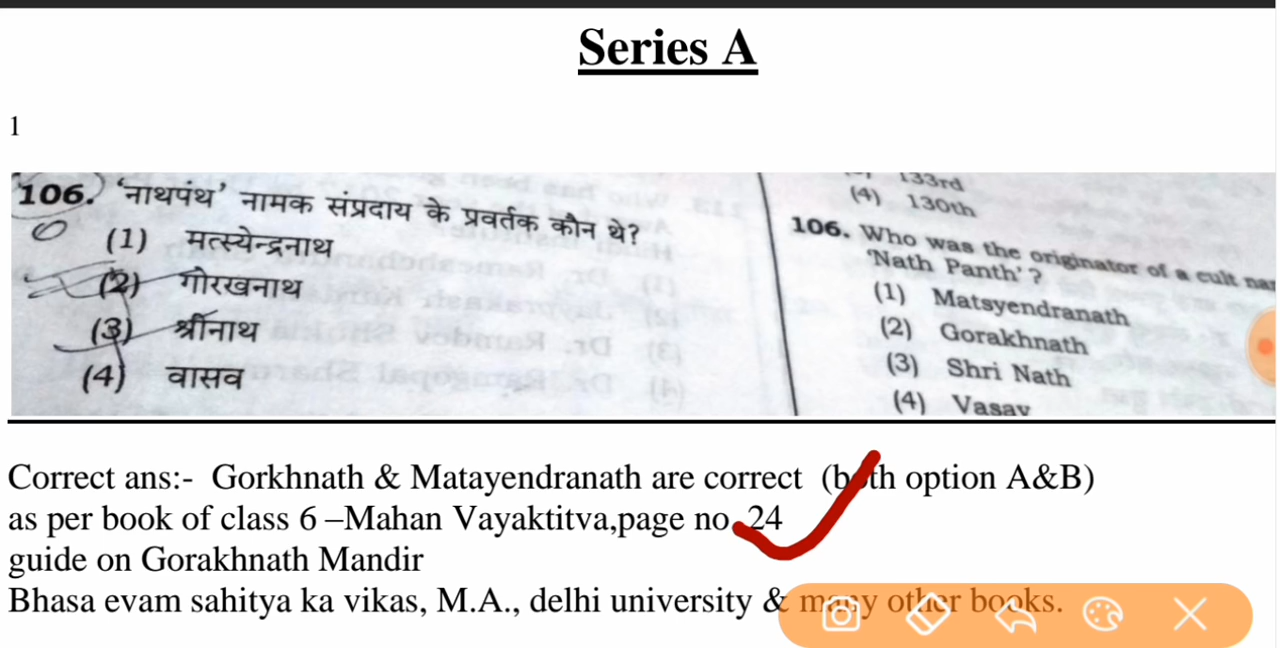 Series A
1
106. 'नाथपंथ' नामक संप्रदाय के प्रवर्तक कौन थे?
(1) मत्स्येन्द्रनाथ
(2) गोरखनाथ
(3) श्रीनाथ
(4) वासव
133rd
(4) 130th
106. Who was the originator of a cult
'Nath Panth' ?
(1) Matsyendranath
(2) Gorakhnath
(3) Shri Nath
(4) Vasav
Correct ans:- Gorkhnath & Matayendranath are correct (both option A&B)
as per book of class 6 –Mahan Vayaktitva,page no 24
guide on Gorakhnath Mandir
Bhasa evam sahitya ka vikas, M.A., delhi university & many other books.